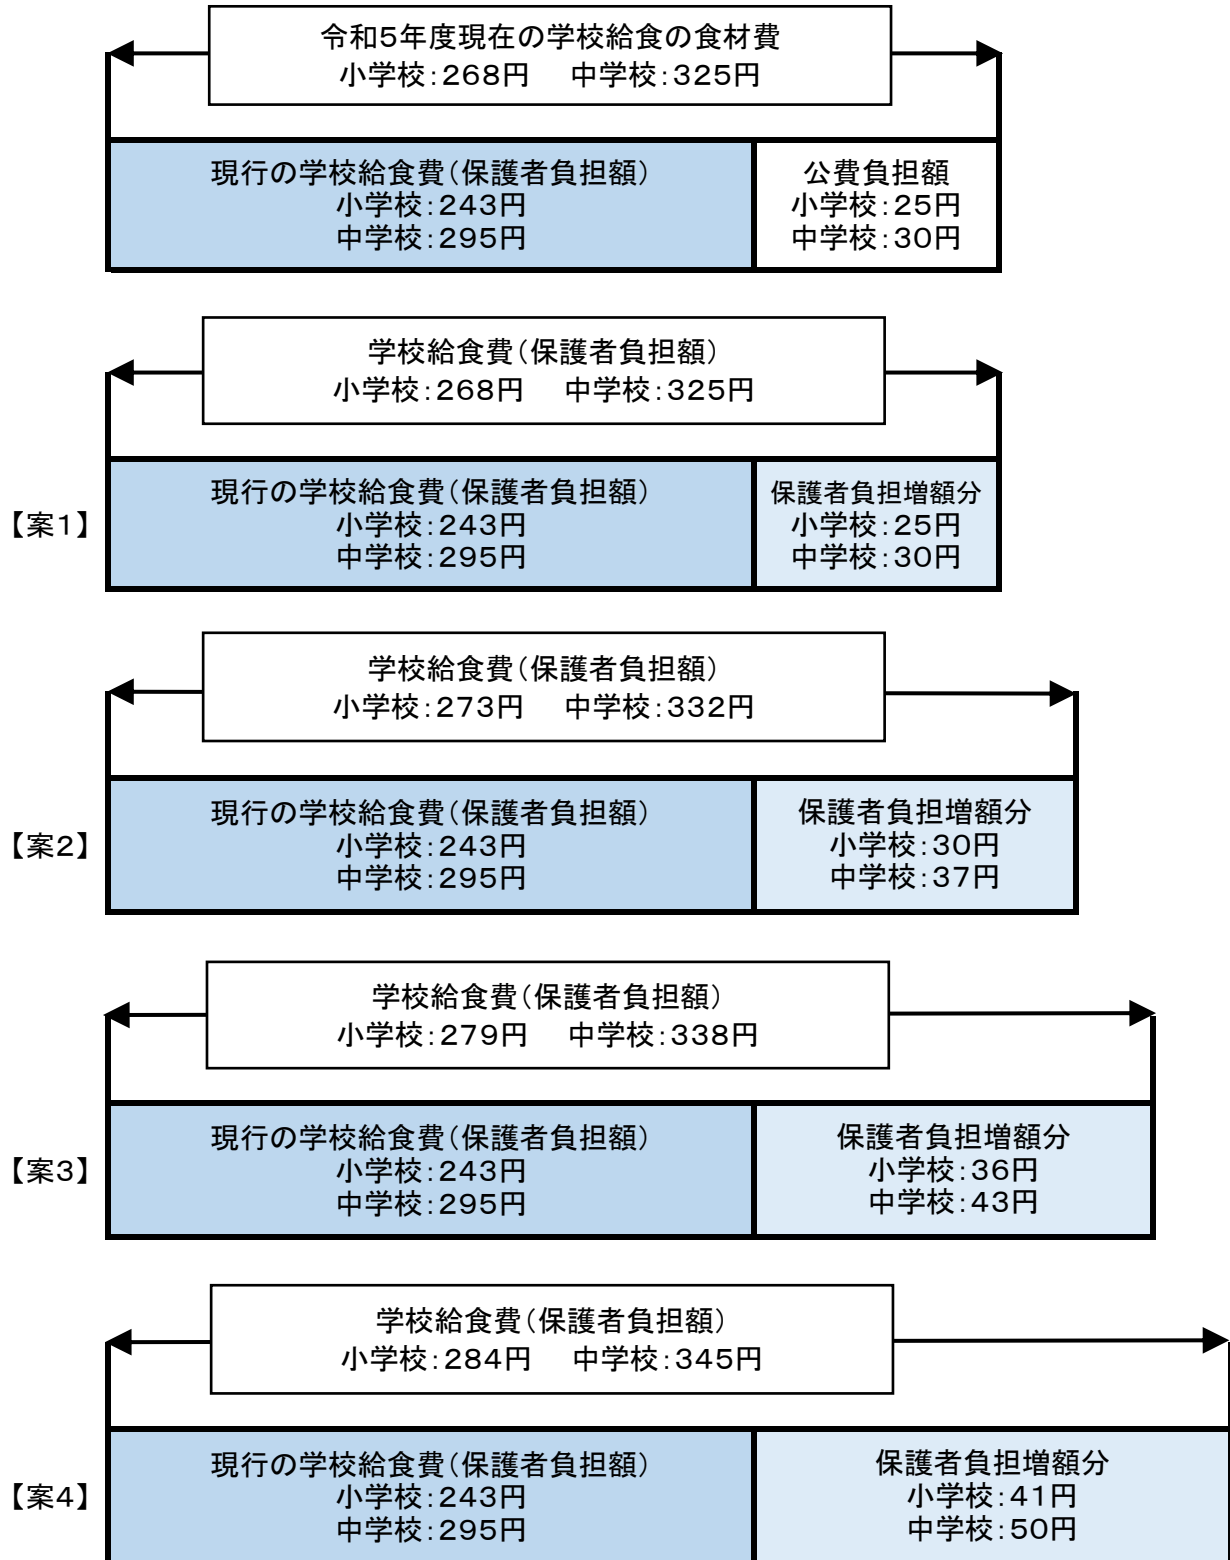 令和5年度現在の学校給食の食材費
小学校:268円　中学校:325円
現行の学校給食費(保護者負担額)
小学校:243円
中学校:295円
公費負担額
小学校:25円
中学校:30円
学校給食費(保護者負担額)
小学校:268円　中学校:325円
【案1】
現行の学校給食費(保護者負担額)
小学校:243円
中学校:295円
保護者負担増額分
小学校:25円
中学校:30円
学校給食費(保護者負担額)
小学校:273円　中学校:332円
【案2】
現行の学校給食費(保護者負担額)
小学校:243円
中学校:295円
保護者負担増額分
小学校:30円
中学校:37円
学校給食費(保護者負担額)
小学校:279円　中学校:338円
【案3】
現行の学校給食費(保護者負担額)
小学校:243円
中学校:295円
保護者負担増額分
小学校:36円
中学校:43円
学校給食費(保護者負担額)
小学校:284円　中学校:345円
【案4】
現行の学校給食費(保護者負担額)
小学校:243円
中学校:295円
保護者負担増額分
小学校:41円
中学校:50円